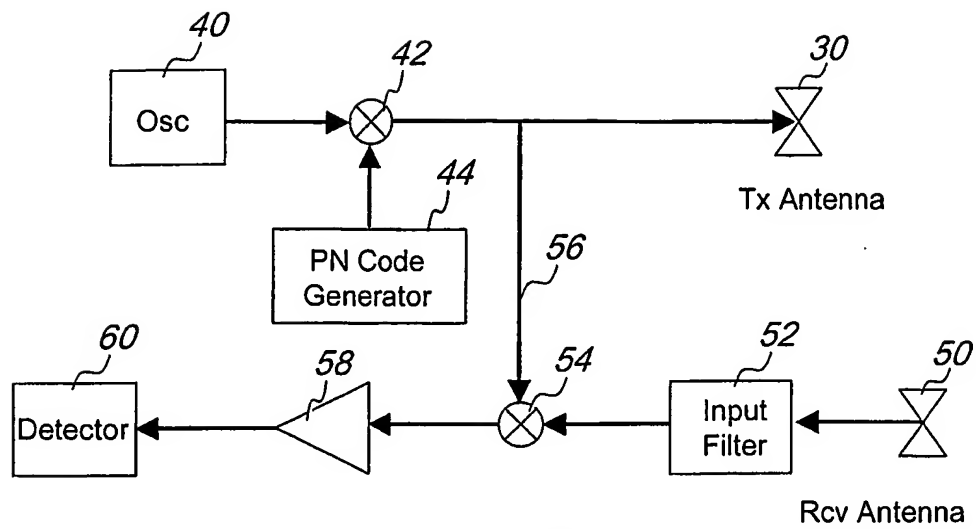 40
42
30
Osc
44
Tx Antenna
PN Code
Generator
56
60
58
54
52
50
Detector
Input
Filter
Rcv Antenna